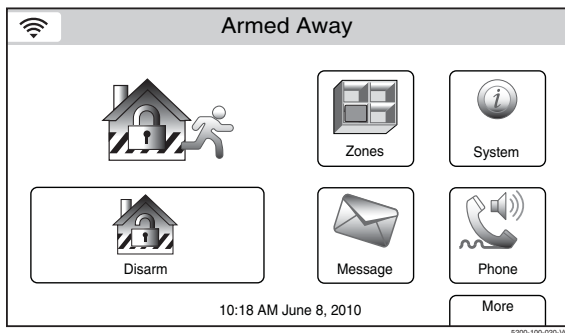 Armed Away
Zones
System
Disarm
Message
Phone
10:18 AM June 8, 2010
More